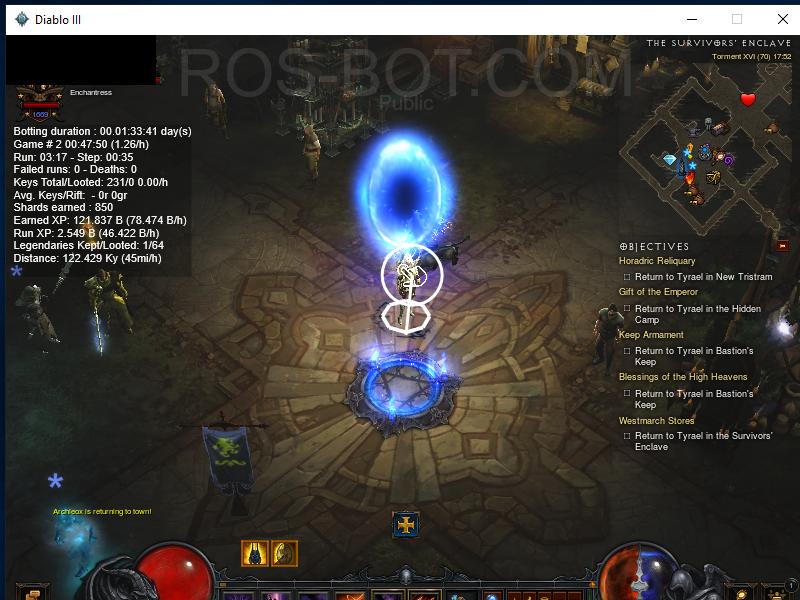 Diablo III
THE SURVIVORS' ENCLAVE
Torment XVI (70) 17:52
ROS-BOT.COM
Public
Enchantress
1669
Botting duration : 00.01:33:41 day(s)
Game # 2 00:47:50 (1.26/h)
Run: 03:17 - Step: 00:35
Failed runs: 0 - Deaths: 0
Keys Total/Looted: 231/0 0.00/h
Avg. Keys/Rift:  - 0r 0gr
Shards earned : 850
Earned XP: 121.837 B (78.474 B/h)
Run XP: 2.549 B (46.422 B/h)
Legendaries Kept/Looted: 1/64
Distance: 122.429 Ky (45mi/h)
OBJECTIVES
Horadric Reliquary
Return to Tyrael in New Tristram
Gift of the Emperor
Return to Tyrael in the Hidden
Camp
Keep Armament
Return to Tyrael in Bastion's
Keep
Blessings of the High Heavens
Return to Tyrael in Bastion's
Keep
Westmarch Stores
Return to Tyrael in the Survivors'
Enclave
Archleox is returning to town!
1